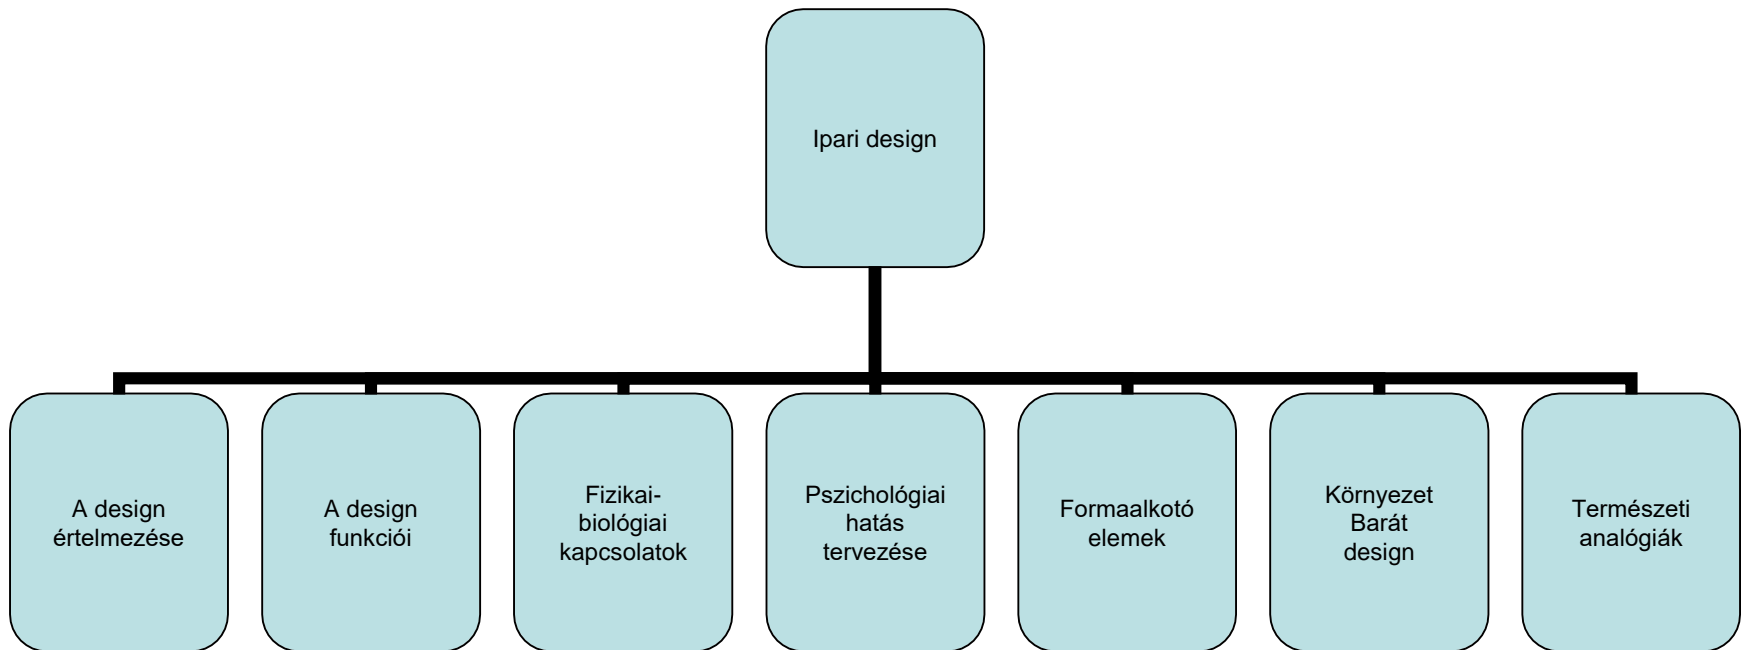 Ipari design
A design
értelmezése
A design
funkciói
Fizikai-
biológiai
kapcsolatok
Pszichológiai
hatás
tervezése
Formaalkotó
elemek
Környezet
Barát
design
Természeti
analógiák